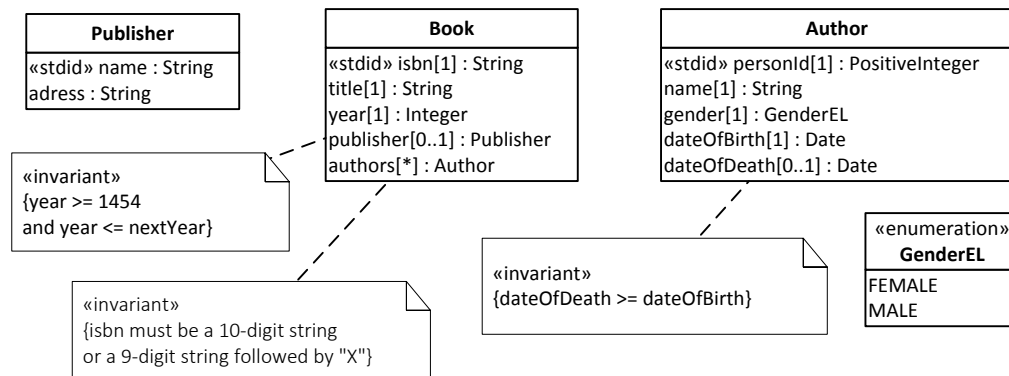 Publisher
«stdid» name : String
adress : String
Book
«stdid» isbn[1] : String
title[1] : String
year[1] : Integer
publisher[0..1] : Publisher
authors[*] : Author
Author
«stdid» personId[1] : PositiveInteger
name[1] : String
gender[1] : GenderEL
dateOfBirth[1] : Date
dateOfDeath[0..1] : Date
«invariant»
{year >= 1454
and year <= nextYear}
«invariant»
{isbn must be a 10-digit string
or a 9-digit string followed by "X"}
«invariant»
{dateOfDeath >= dateOfBirth}
«enumeration»
GenderEL
FEMALE
MALE